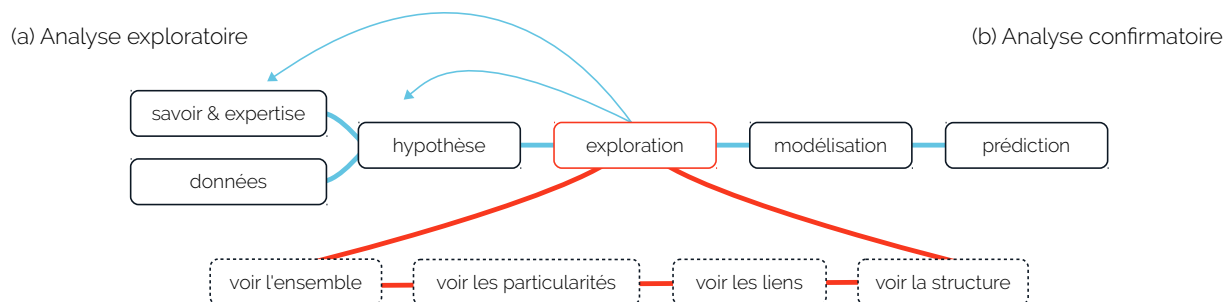 (a) Analyse exploratoire
(b) Analyse confirmatoire
savoir & expertise
données
hypothèse
exploration
modélisation
prédiction
voir l'ensemble
voir les particularités
voir les liens
voir la structure